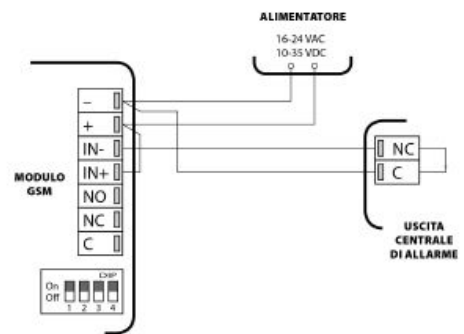 ALIMENTATORE
16-24 VAC
10-35 VDC
MODULO
GSM
–
+
IN-
IN+
NO
NC
C
NC
C
USCITA
CENTRALE
DI ALLARME
On
Off
1 2 3 4